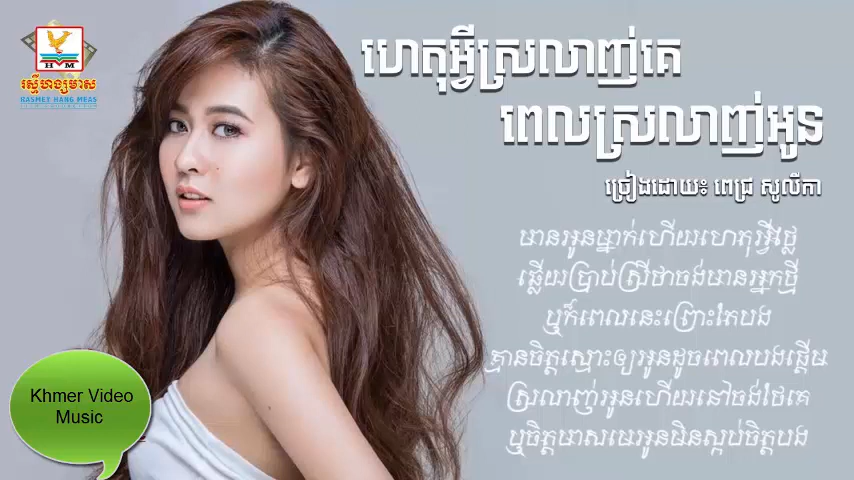 HM
រស្មីហង្សមាស
RASMEY HANG MEAS
ហេតុអ្វីស្រលាញ់គេ
ពេលស្រលាញ់អូន
ច្រៀងដោយ៖ ពេជ្រ សូលីកា
មានអូនម្នាក់ហើយហេតុអ្វីថ្លៃ
ឆ្លើយប្រាប់ស្រីថាចង់មានអ្នកថ្មី
ឬក៏ពេលនេះព្រោះតែបង
គ្មានចិត្តស្មោះឲ្យអូនដូចពេលបងផ្ដើម
ស្រលាញ់អូនហើយនៅចង់ថែគេ
ឬចិត្តមាសមេអូនមិនស្កប់ចិត្តបង
Khmer Video
Music